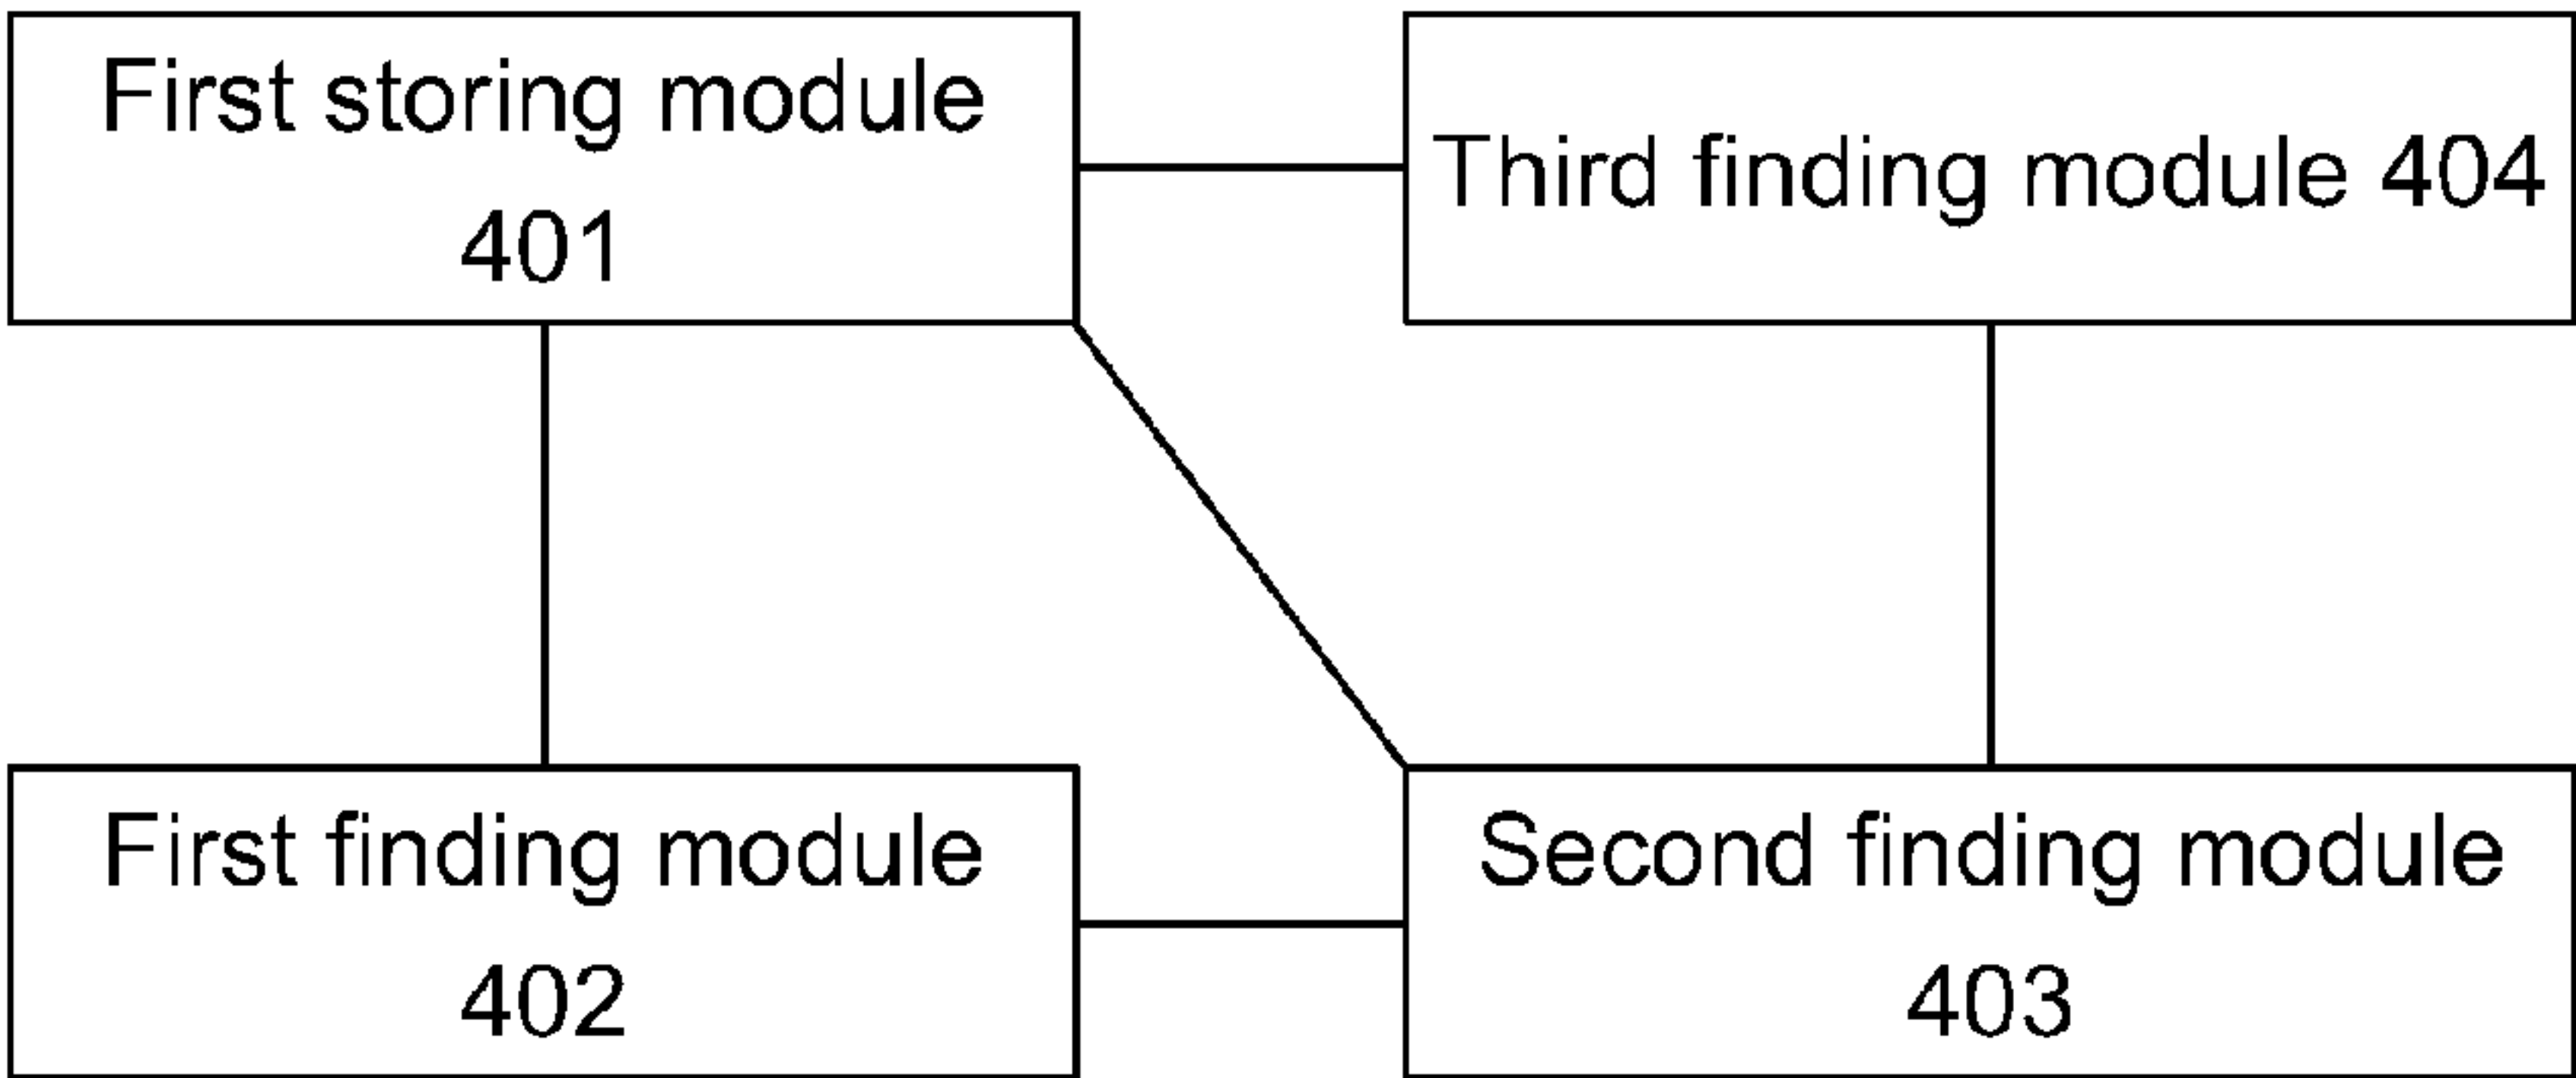 First storing module
401
Third finding module 404
First finding module
402
Second finding module
403